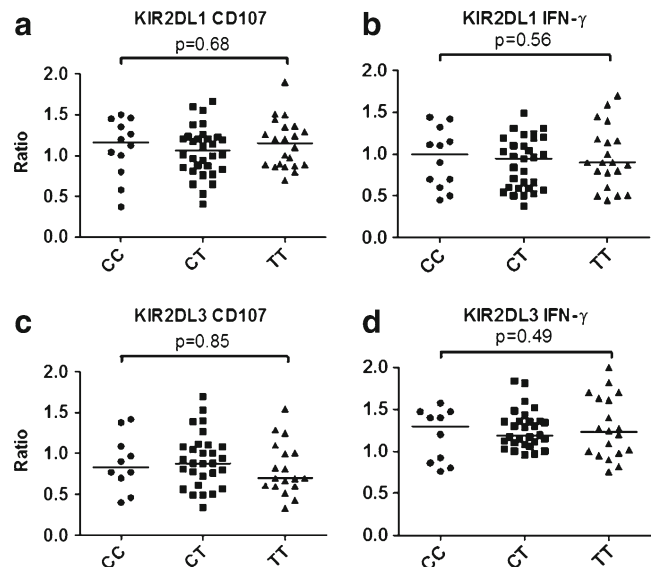 a
KIR2DL1 CD107
p=0.68
Ratio
2.0
1.5
1.0
0.5
0.0
CC
CT
TT
b
KIR2DL1 IFN-γ
p=0.56
2.0
1.5
1.0
0.5
0.0
CC
CT
TT
c
KIR2DL3 CD107
p=0.85
Ratio
2.0
1.5
1.0
0.5
0.0
CC
CT
TT
d
KIR2DL3 IFN-γ
p=0.49
2.0
1.5
1.0
0.5
0.0
CC
CT
TT